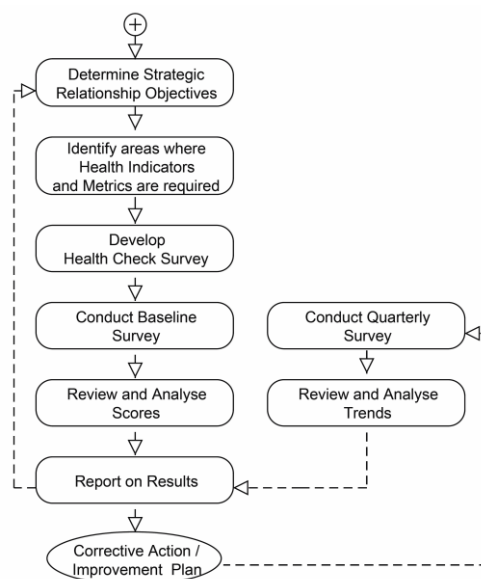 Determine Strategic
Relationship Objectives
Identify areas where
Health Indicators
and Metrics are required
Develop
Health Check Survey
Conduct Baseline
Survey
Conduct Quarterly
Survey
Review and Analyse
Scores
Review and Analyse
Trends
Report on Results
Corrective Action /
Improvement Plan